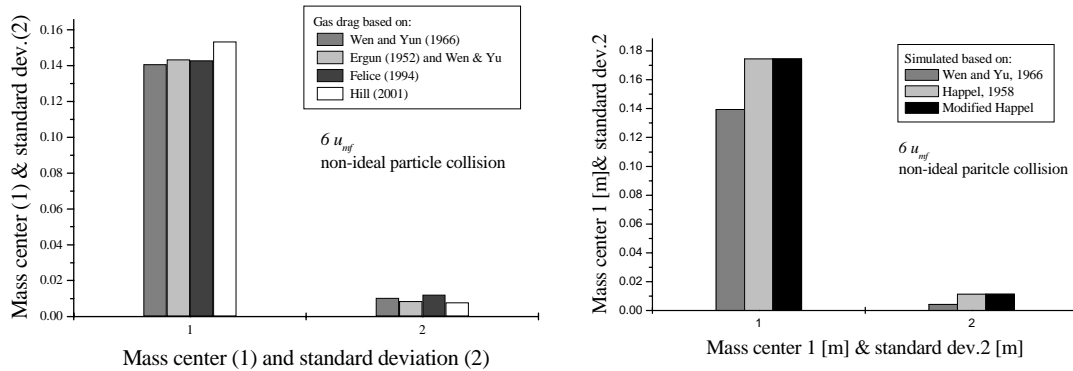 Mass center (1) & standard dev.(2)
0.16
0.14
0.12
0.10
0.08
0.06
0.04
0.02
0.00
1
2
Mass center (1) and standard deviation (2)
Gas drag based on:
Wen and Yun (1966)
Ergun (1952) and Wen & Yu
Felice (1994)
Hill (2001)
6 u_mf
non-ideal particle collision
Mass center 1 [m]& standard dev.2
0.18
0.16
0.14
0.12
0.10
0.08
0.06
0.04
0.02
0.00
1
2
Mass center 1 [m] & standard dev.2 [m]
Simulated based on:
Wen and Yu, 1966
Happel, 1958
Modified Happel
6 u_mf
non-ideal paritcle collision